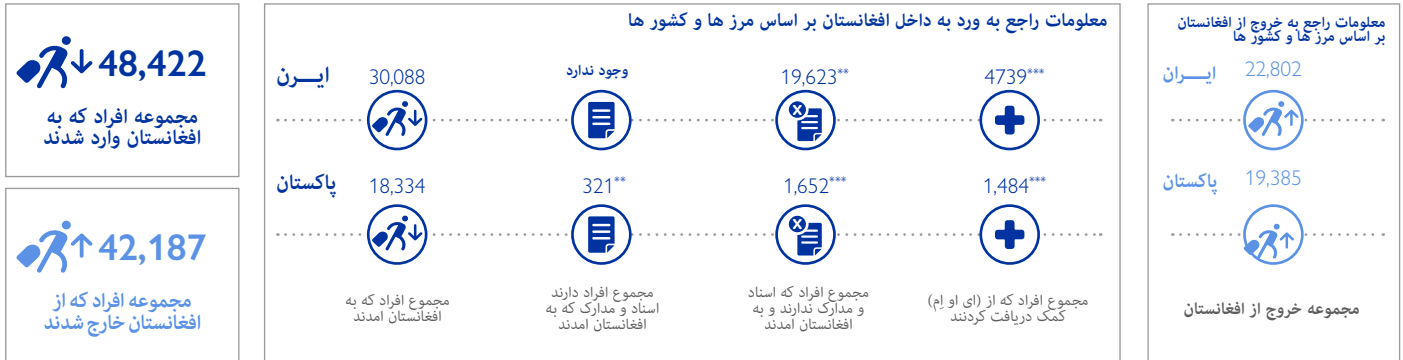 48,422
مجموعه افراد که به
افغانستان وارد شدند
42,187
مجموعه افراد که از
افغانستان خارج شدند
معلومات راجع به ورد به داخل افغانستان بر اساس مرز ها و کشور ها
ایــرن
30,088
وجود ندارد
19,623**
4739***
پاکستان
18,334
321**
1,652***
1,484***
مجموع افراد که به
افغانستان امدند
مجموع افراد دارند
اسناد و مدارک که به
افغانستان امدند
مجموع افراد که اسناد
و مدارک ندارند و به
افغانستان امدند
مجموع افراد که از (ای او اِم)
کمک دریافت کردنند
معلومات راجع به خروج از افغانستان
بر اساس مرز ها و کشور ها
ایــران
22,802
پاکستان
19,385
مجموعه خروج از افغانستان